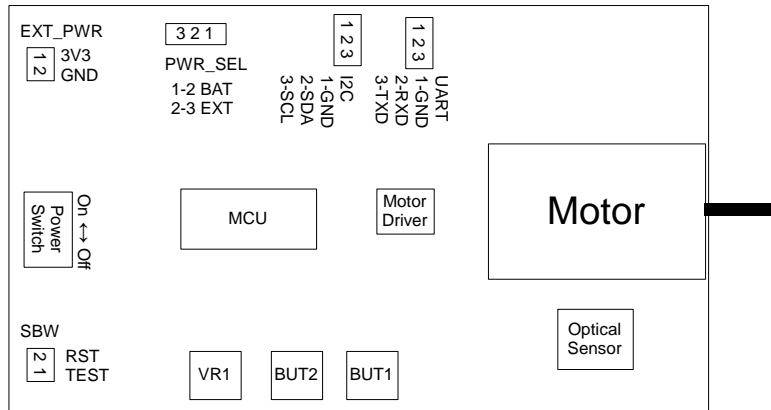 EXT_PWR
1 2
3V3
GND
3 2 1
PWR_SEL
1-2 BAT
2-3 EXT
1 2 3
I2C
1-GND
2-SDA
3-SCL
1 2 3
UART
1-GND
2-RXD
3-TXD
On ↔ Off
Power
Switch
MCU
Motor
Driver
Motor
SBW
2 1
RST
TEST
VR1
BUT2
BUT1
Optical
Sensor